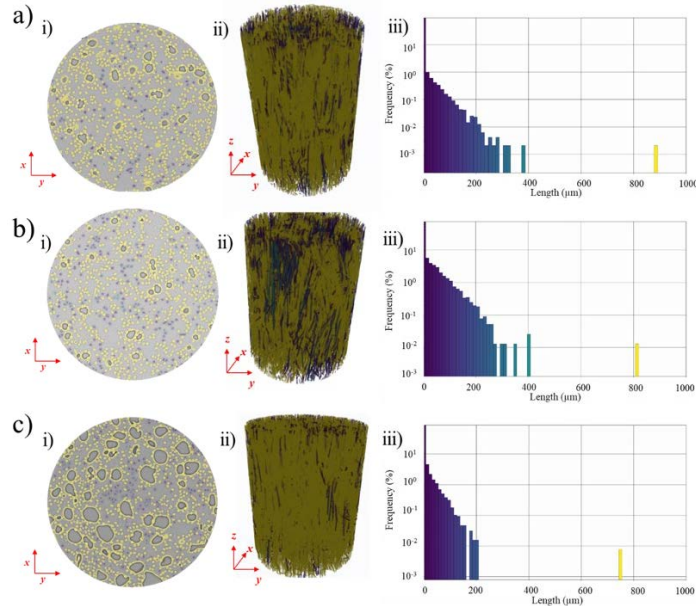 a) i) ii) iii)
10¹
10⁰
10⁻¹
10⁻²
10⁻³
Frequency (%)
0 200 400 600 800 1000
Length (µm)
x
y
z
x
y
b) i) ii) iii)
10¹
10⁰
10⁻¹
10⁻²
10⁻³
Frequency (%)
0 200 400 600 800 1000
Length (µm)
x
y
z
x
y
c) i) ii) iii)
10¹
10⁰
10⁻¹
10⁻²
10⁻³
Frequency (%)
0 200 400 600 800 1000
Length (µm)
x
y
z
x
y